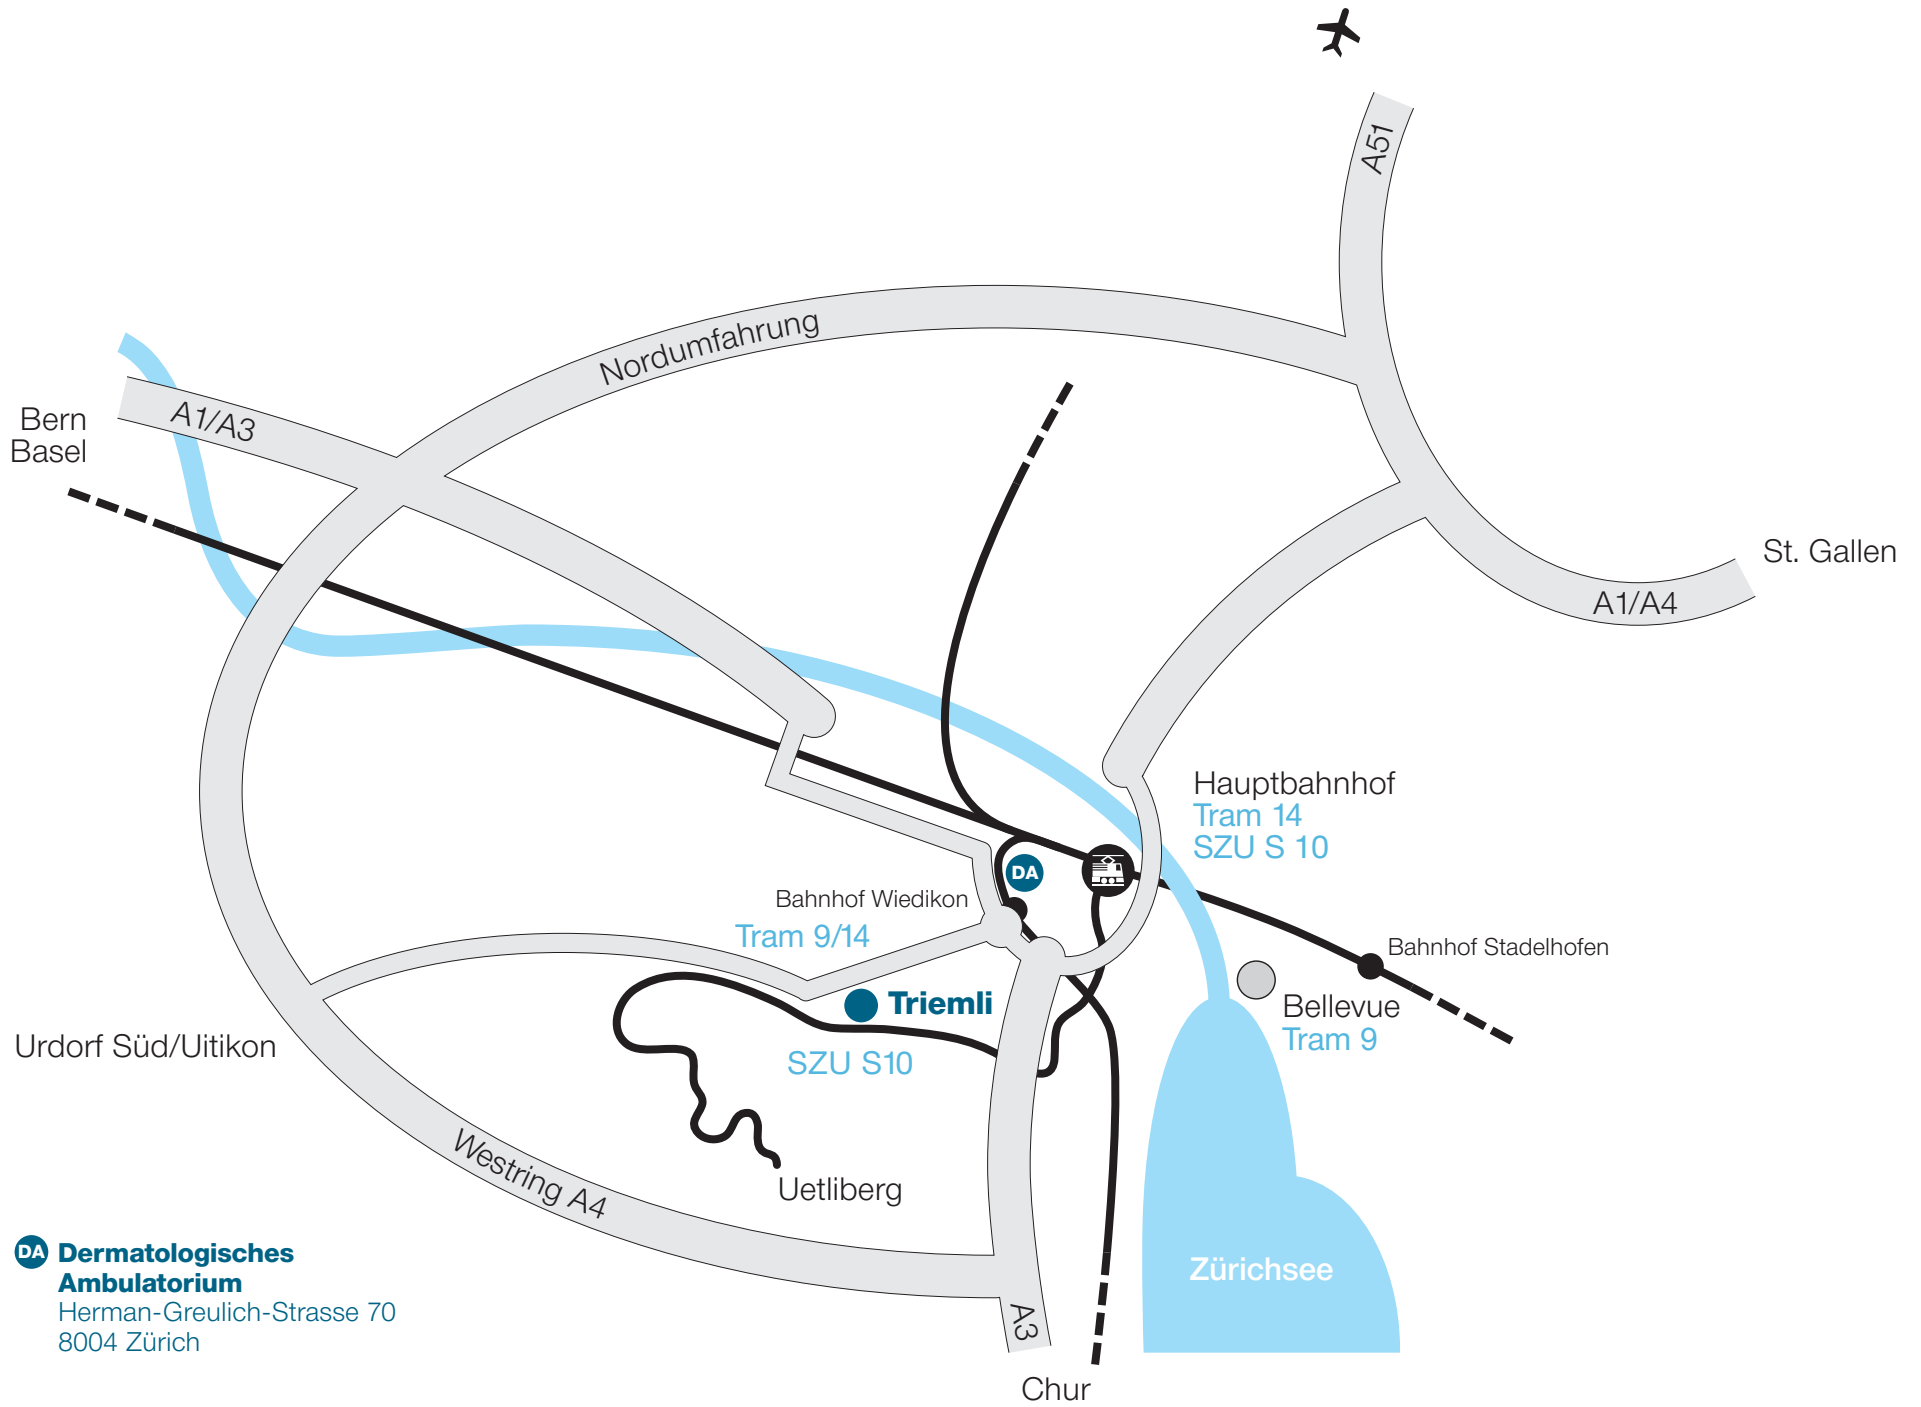 A51
Nordumfahrung
Bern
Basel
A1/A3
St. Gallen
A1/A4
Hauptbahnhof
Tram 14
SZU S 10
DA
Bahnhof Wiedikon
Tram 9/14
Bahnhof Stadelhofen
Triemli
Bellevue
Tram 9
Urdorf Süd/Uitikon
SZU S10
Westring A4
Uetliberg
DA Dermatologisches
Ambulatorium
Herman-Greulich-Strasse 70
8004 Zürich
Zürichsee
A3
Chur